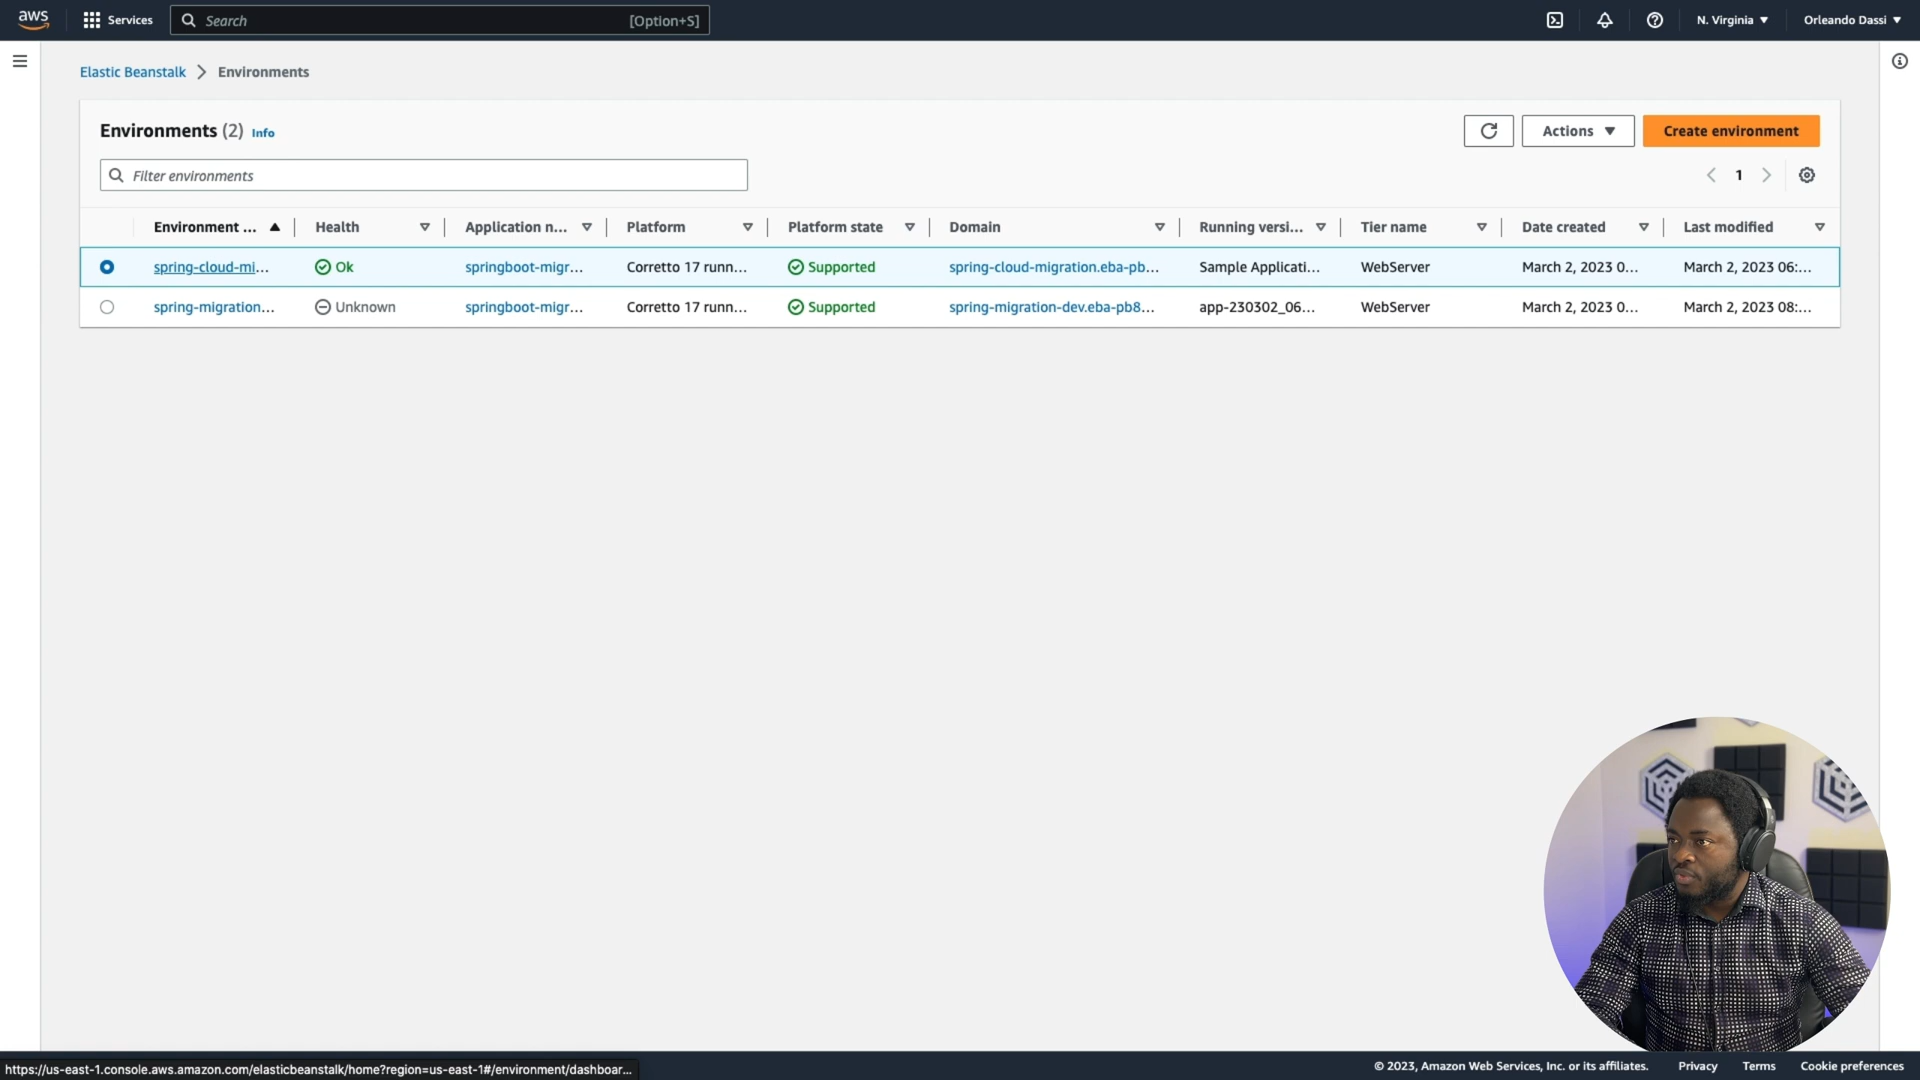 aws Services Search [Option+S] N. Virginia ▼ Orleando Dassi ▼
Elastic Beanstalk > Environments
Environments (2) Info Actions ▼ Create environment
Filter environments < 1 >
Environment ... ▲ Health Application n... Platform Platform state Domain Running versi... Tier name Date created Last modified
spring-cloud-mi... Ok springboot-migr... Corretto 17 runn... Supported spring-cloud-migration.eba-pb... Sample Applicati... WebServer March 2, 2023 0... March 2, 2023 06:...
spring-migration... Unknown springboot-migr... Corretto 17 runn... Supported spring-migration-dev.eba-pb8... app-230302_06... WebServer March 2, 2023 0... March 2, 2023 08:...
https://us-east-1.console.aws.amazon.com/elasticbeanstalk/home?region=us-east-1#/environment/dashboar... © 2023, Amazon Web Services, Inc. or its affiliates. Privacy Terms Cookie preferences